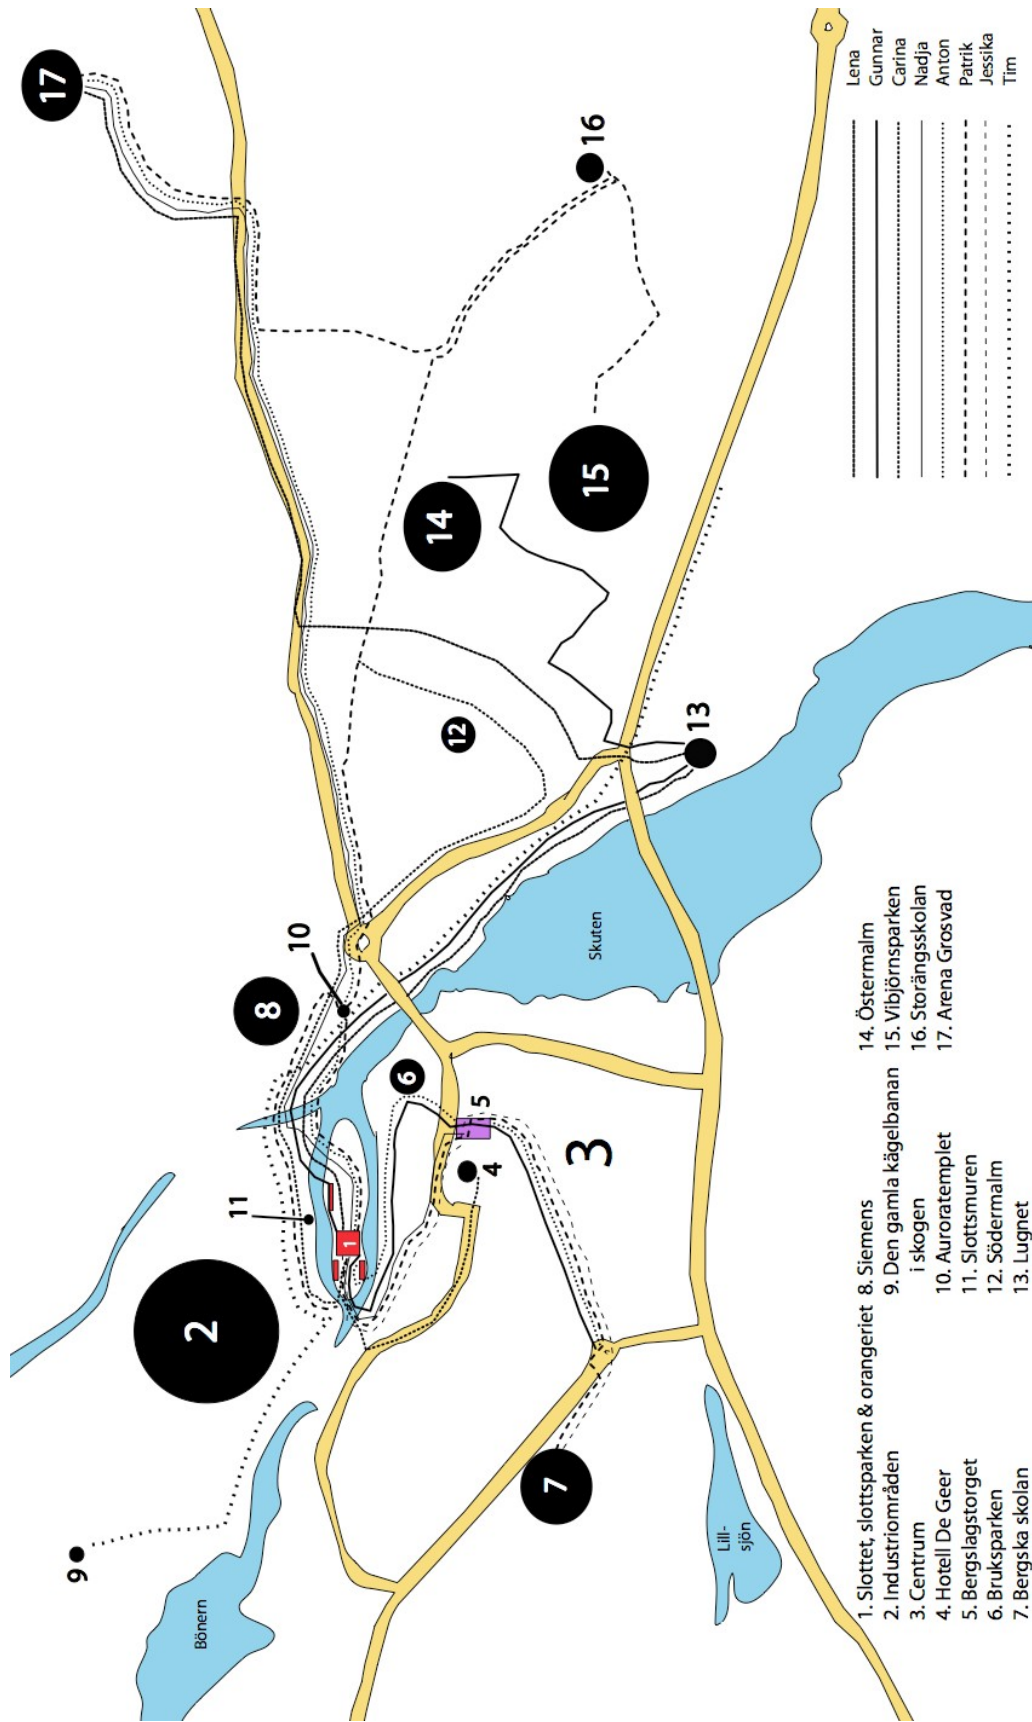 17
16
15
14
13
12
10
8
11
6
5
4
3
1
2
7
9
Skuten
Bönern
Lill-
sjön
Lena
Gunnar
Carina
Nadja
Anton
Patrik
Jessika
Tim
1. Slottet, slottsparken & orangeriet
2. Industriområden
3. Centrum
4. Hotell De Geer
5. Bergslagstorget
6. Bruksparken
7. Bergska skolan
8. Siemens
9. Den gamla kägelbanan
i skogen
10. Auroratemplet
11. Slottsmuren
12. Södermalm
13. Lugnet
14. Östermalm
15. Vibjörnsparken
16. Storängsskolan
17. Arena Grosvad